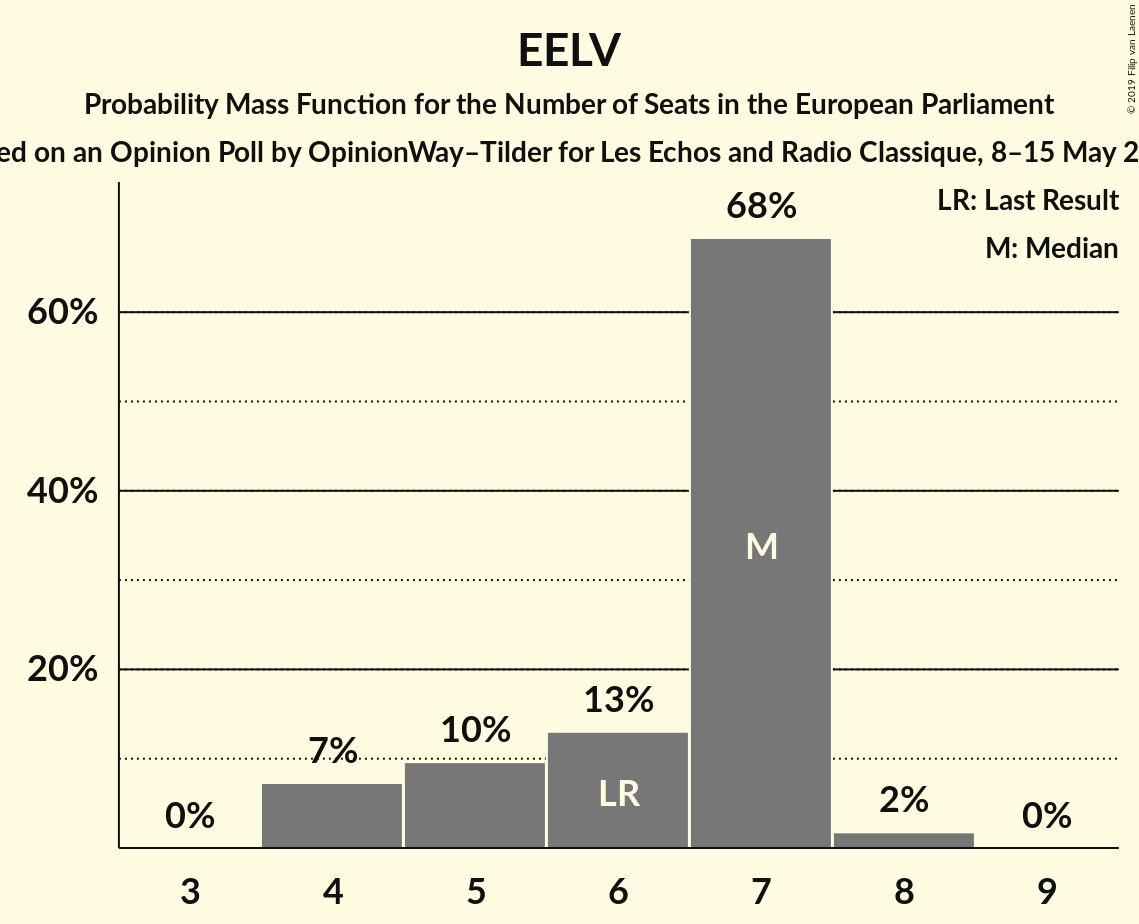 EELV
Probability Mass Function for the Number of Seats in the European Parliament
ed on an Opinion Poll by OpinionWay–Tilder for Les Echos and Radio Classique, 8–15 May 2
© 2019 Filip van Laenen
LR: Last Result
M: Median
68%
60%
40%
M
20%
13%
10%
7%
LR
2%
0%
0%
3 4 5 6 7 8 9